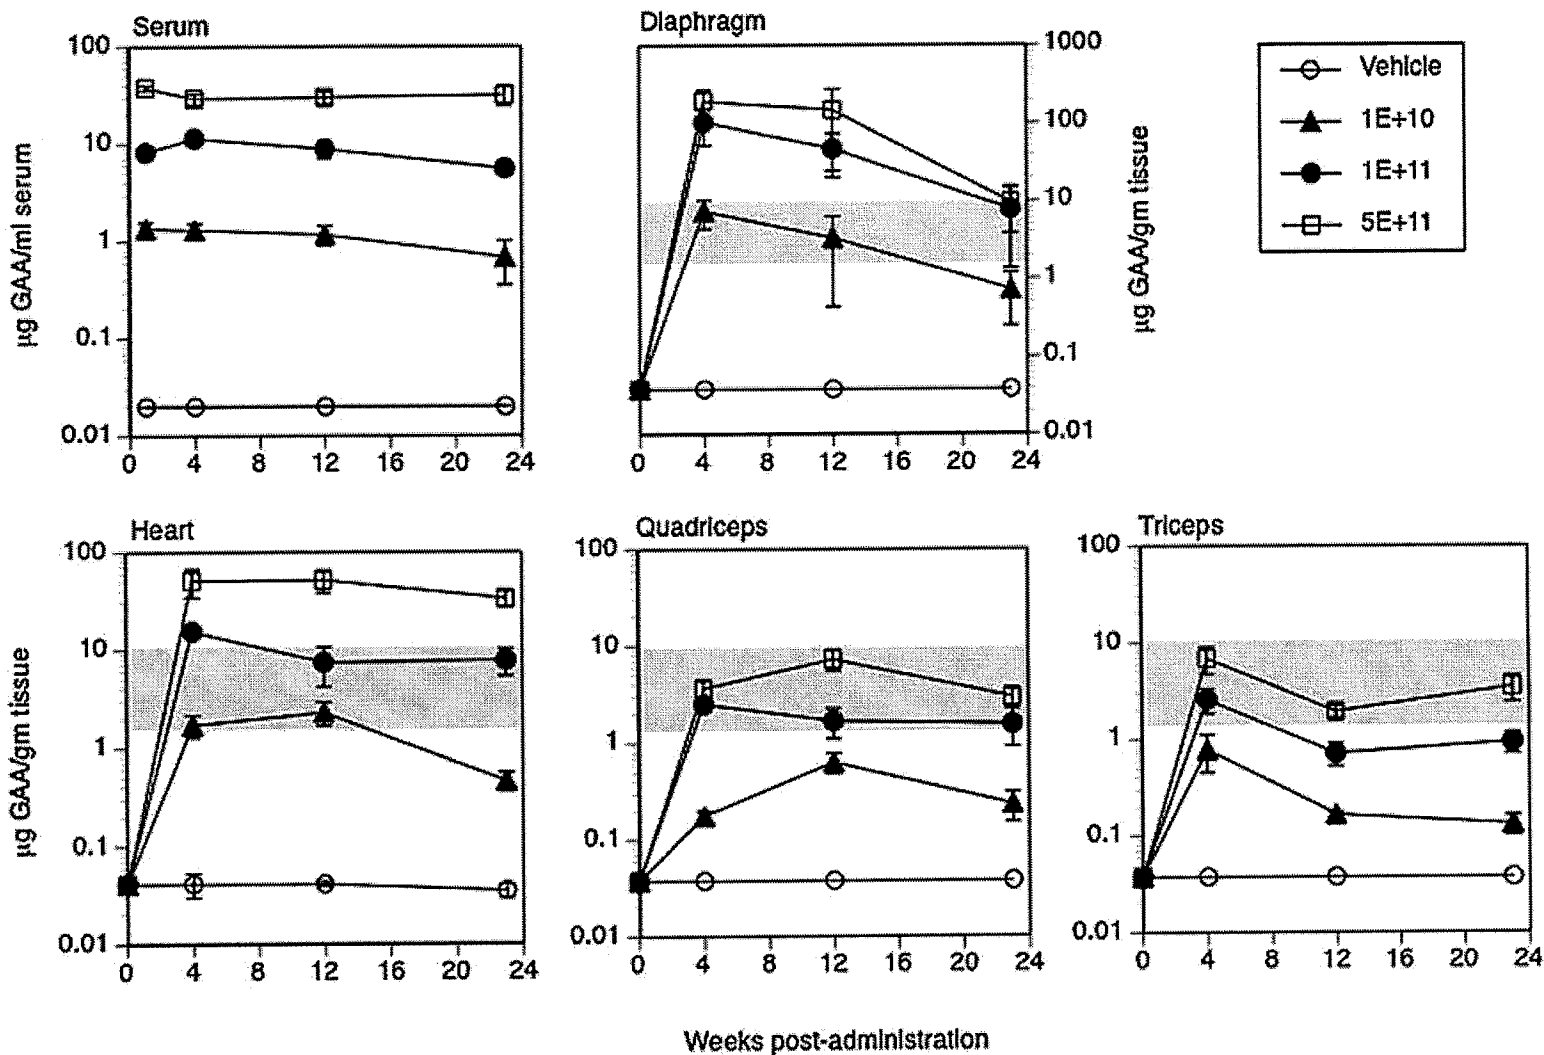 Serum
100
10
1
0.1
0.01
0 4 8 12 16 20 24
µg GAA/ml serum
Diaphragm
1000
100
10
1
0.1
0.01
0 4 8 12 16 20 24
µg GAA/gm tissue
Vehicle
1E+10
1E+11
5E+11
Heart
100
10
1
0.1
0.01
0 4 8 12 16 20 24
µg GAA/gm tissue
Quadriceps
100
10
1
0.1
0.01
0 4 8 12 16 20 24
Triceps
100
10
1
0.1
0.01
0 4 8 12 16 20 24
Weeks post-administration